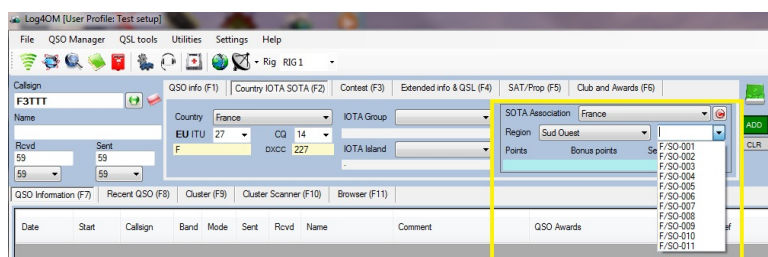 Log4OM [User Profile: Test setup]
File QSO Manager QSL tools Utilities Settings Help
Rig RIG 1
Callsign
F3TTT
Name
Rcvd Sent
59 59
59 59
QSO info (F1) Country IOTA SOTA (F2) Contest (F3) Extended info & QSL (F4) SAT/Prop (F5) Club and Awards (F6)
Country France IOTA Group
EU ITU 27 CQ 14
F DXCC 227 IOTA Island
-
SOTA Association France
Region Sud Ouest
Points Bonus points Se
F/SO-001
F/SO-002
F/SO-003
F/SO-004
F/SO-005
F/SO-006
F/SO-007
F/SO-008
F/SO-009
F/SO-010
F/SO-011
ADD
CLR
QSO Information (F7) Recent QSO (F8) Cluster (F9) Cluster Scanner (F10) Browser (F11)
Date Start Callsign Band Mode Sent Rcvd Name Comment QSO Awards ef